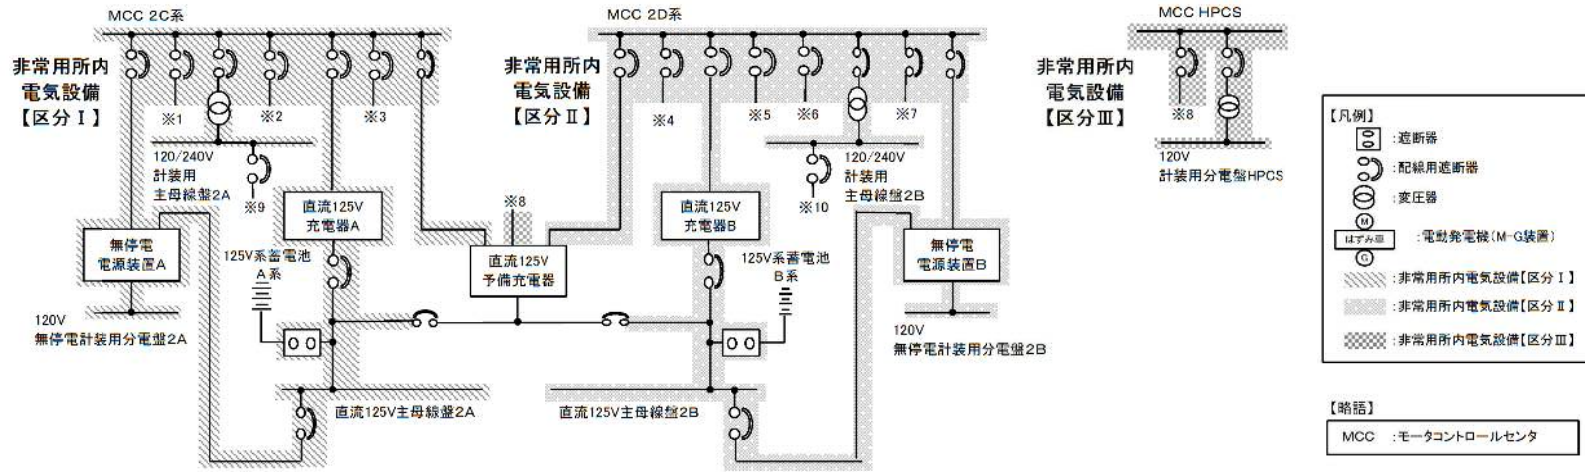 MCC 2C系
MCC 2D系
MCC HPCS
非常用所内
電気設備
【区分Ⅰ】
※1
※2
※3
非常用所内
電気設備
【区分Ⅱ】
※4
※5
※6
※7
非常用所内
電気設備
【区分Ⅲ】
※8
120/240V
計装用
主母線盤2A
※9
120/240V
計装用
主母線盤2B
※10
120V
計装用分電盤HPCS
直流125V
充電器A
※8
直流125V
充電器B
無停電
電源装置A
125V系蓄電池
A系
直流125V
予備充電器
125V系蓄電池
B系
無停電
電源装置B
120V
無停電計装用分電盤2A
120V
無停電計装用分電盤2B
直流125V主母線盤2A
直流125V主母線盤2B
【凡例】
:遮断器
:配線用遮断器
:変圧器
M
はずみ車
G
:電動発電機(M-G装置)
:非常用所内電気設備【区分Ⅰ】
:非常用所内電気設備【区分Ⅱ】
:非常用所内電気設備【区分Ⅲ】
【略語】
MCC :モータコントロールセンタ